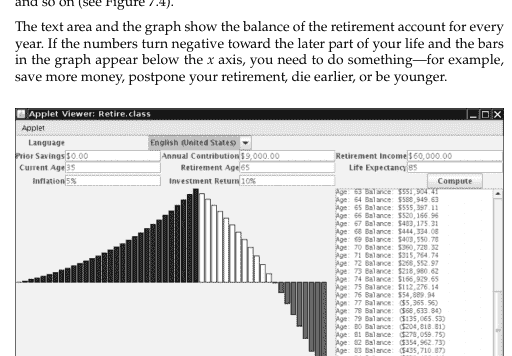 and so on (see Figure 7.4).
The text area and the graph show the balance of the retirement account for every
year. If the numbers turn negative toward the later part of your life and the bars
in the graph appear below the x axis, you need to do something—for example,
save more money, postpone your retirement, die earlier, or be younger.
Applet Viewer: Retire.class
Applet
Language English (United States)
Prior Savings $0.00 Annual Contribution $9,000.00 Retirement Income $60,000.00
Current Age 35 Retirement Age 65 Life Expectancy 85
Inflation 5% Investment Return 10% Compute
Age: 63 Balance: $551,904.41
Age: 64 Balance: $588,949.63
Age: 65 Balance: $555,397.11
Age: 66 Balance: $520,166.96
Age: 67 Balance: $483,175.31
Age: 68 Balance: $444,334.08
Age: 69 Balance: $403,550.78
Age: 70 Balance: $360,728.32
Age: 71 Balance: $315,764.74
Age: 72 Balance: $268,552.97
Age: 73 Balance: $218,980.62
Age: 74 Balance: $166,929.65
Age: 75 Balance: $112,276.14
Age: 76 Balance: $54,889.94
Age: 77 Balance: ($5,365.96)
Age: 78 Balance: ($68,633.84)
Age: 79 Balance: ($135,065.53)
Age: 80 Balance: ($204,818.81)
Age: 81 Balance: ($278,059.75)
Age: 82 Balance: ($354,962.73)
Age: 83 Balance: ($435,710.87)